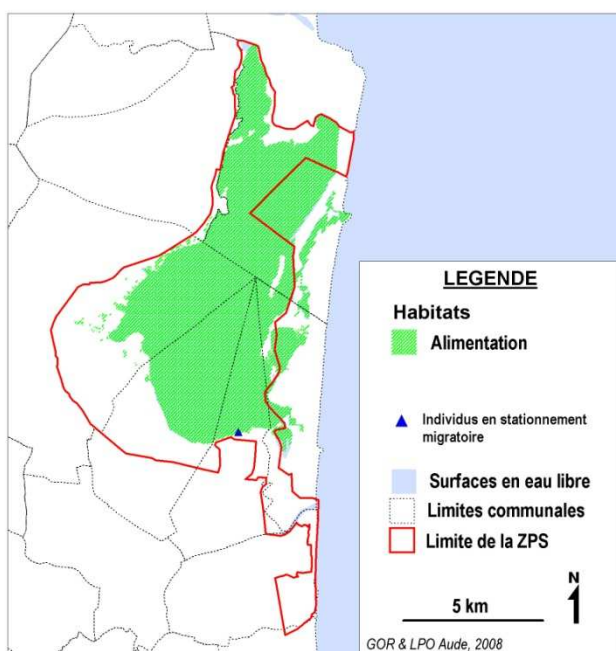 LEGENDE
Habitats
Alimentation
Individus en stationnement
migratoire
Surfaces en eau libre
Limites communales
Limite de la ZPS
N
5 km
GOR & LPO Aude, 2008